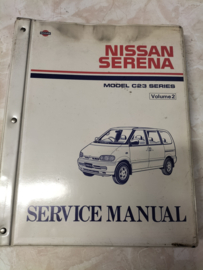 NISSAN
SERENA
MODEL C23 SERIES
Volume 2
SERVICE MANUAL